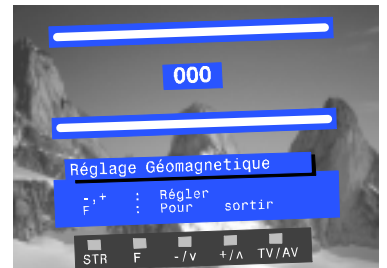 000
Réglage Géomagnetique
-,+ : Régler
F : Pour sortir
STR F -/v +/ʌ TV/AV